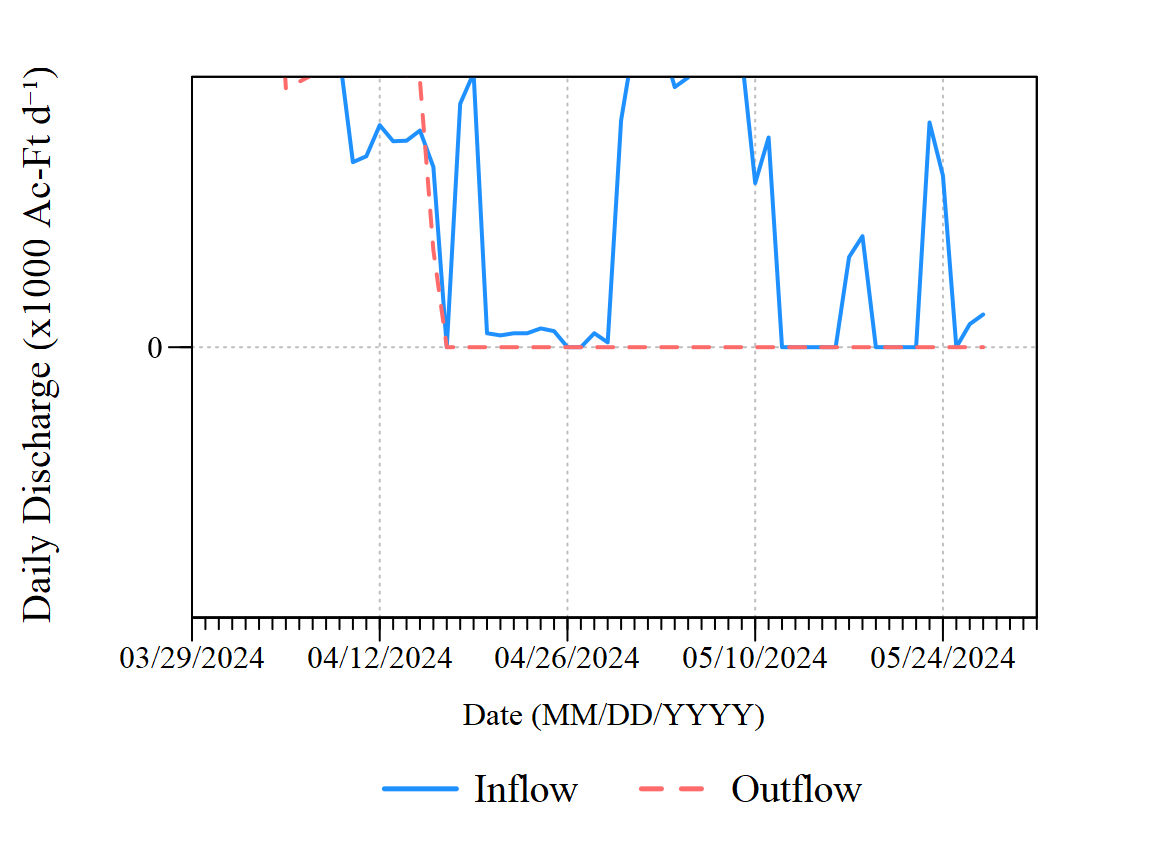 Daily Discharge (x1000 Ac-Ft d⁻¹)
0
03/29/2024 04/12/2024 04/26/2024 05/10/2024 05/24/2024
Date (MM/DD/YYYY)
Inflow Outflow